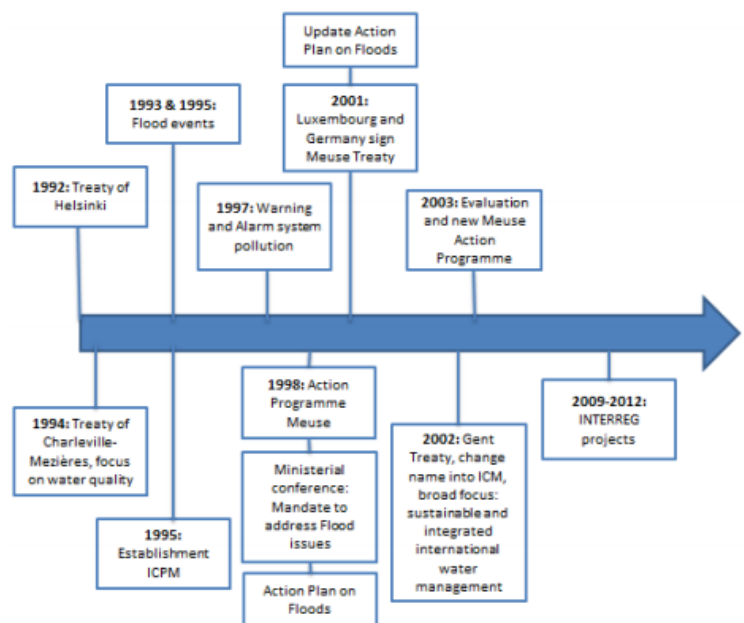 Update Action
Plan on Floods
1993 & 1995:
Flood events
2001:
Luxembourg and
Germany sign
Meuse Treaty
1992: Treaty of
Helsinki
1997: Warning
and Alarm system
pollution
2003: Evaluation
and new Meuse
Action
Programme
1994: Treaty of
Charleville-
Mezières, focus
on water quality
1995:
Establishment
ICPM
1998: Action
Programme
Meuse
Ministerial
conference:
Mandate to
address Flood
issues
Action Plan on
Floods
2002: Gent
Treaty, change
name into ICM,
broad focus:
sustainable and
integrated
international
water
management
2009-2012:
INTERREG
projects